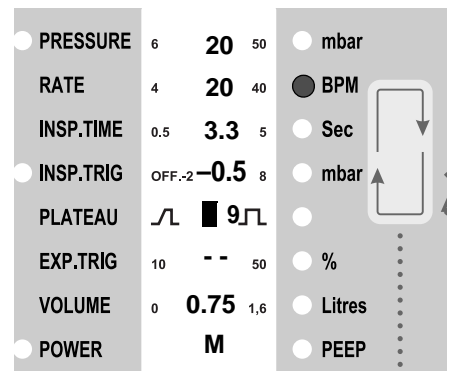 PRESSURE 6 20 50 mbar
RATE 4 20 40 BPM
INSP.TIME 0.5 3.3 5 Sec
INSP.TRIG OFF.-2 –0.5 8 mbar
PLATEAU 9
EXP.TRIG 10 - - 50 %
VOLUME 0 0.75 1,6 Litres
POWER M PEEP